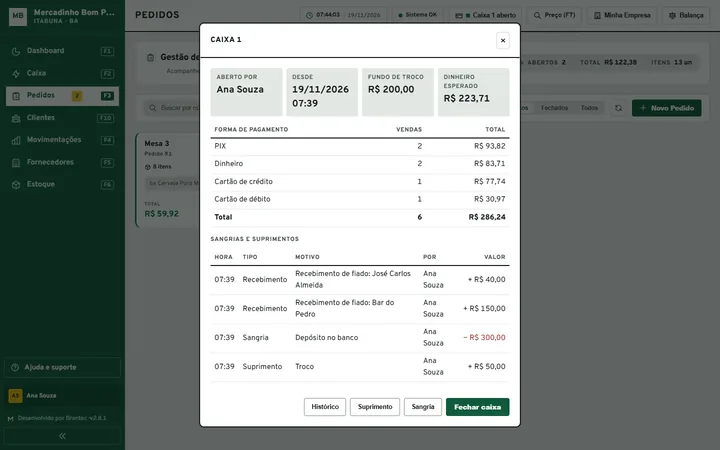 MB
Mercadinho Bom P...
ITABUNA - BA
PEDIDOS
07:44:03 19/11/2026
Sistema OK
Caixa 1 aberto
Preço (F7)
Minha Empresa
Balança
Dashboard F1
Caixa F2
Pedidos 2 F3
Clientes F10
Movimentações F4
Fornecedores F5
Estoque F6
Gestão de
Acompanhe
ABERTOS 2 TOTAL R$ 122,38 ITENS 13 un
Buscar por nu
Fechados Todos
+ Novo Pedido
Mesa 3
Pedido #3
8 itens
TOTAL
R$ 59,92
CAIXA 1
×
ABERTO POR
Ana Souza
DESDE
19/11/2026
07:39
FUNDO DE TROCO
R$ 200,00
DINHEIRO
ESPERADO
R$ 223,71
FORMA DE PAGAMENTO VENDAS TOTAL
PIX 2 R$ 93,82
Dinheiro 2 R$ 83,71
Cartão de crédito 1 R$ 77,74
Cartão de débito 1 R$ 30,97
Total 6 R$ 286,24
SANGRIAS E SUPRIMENTOS
HORA TIPO MOTIVO POR VALOR
07:39 Recebimento Recebimento de fiado: José Carlos Almeida Ana Souza + R$ 40,00
07:39 Recebimento Recebimento de fiado: Bar do Pedro Ana Souza + R$ 150,00
07:39 Sangria Depósito no banco Ana Souza − R$ 300,00
07:39 Suprimento Troco Ana Souza + R$ 50,00
Histórico
Suprimento
Sangria
Fechar caixa
Ajuda e suporte
AS Ana Souza